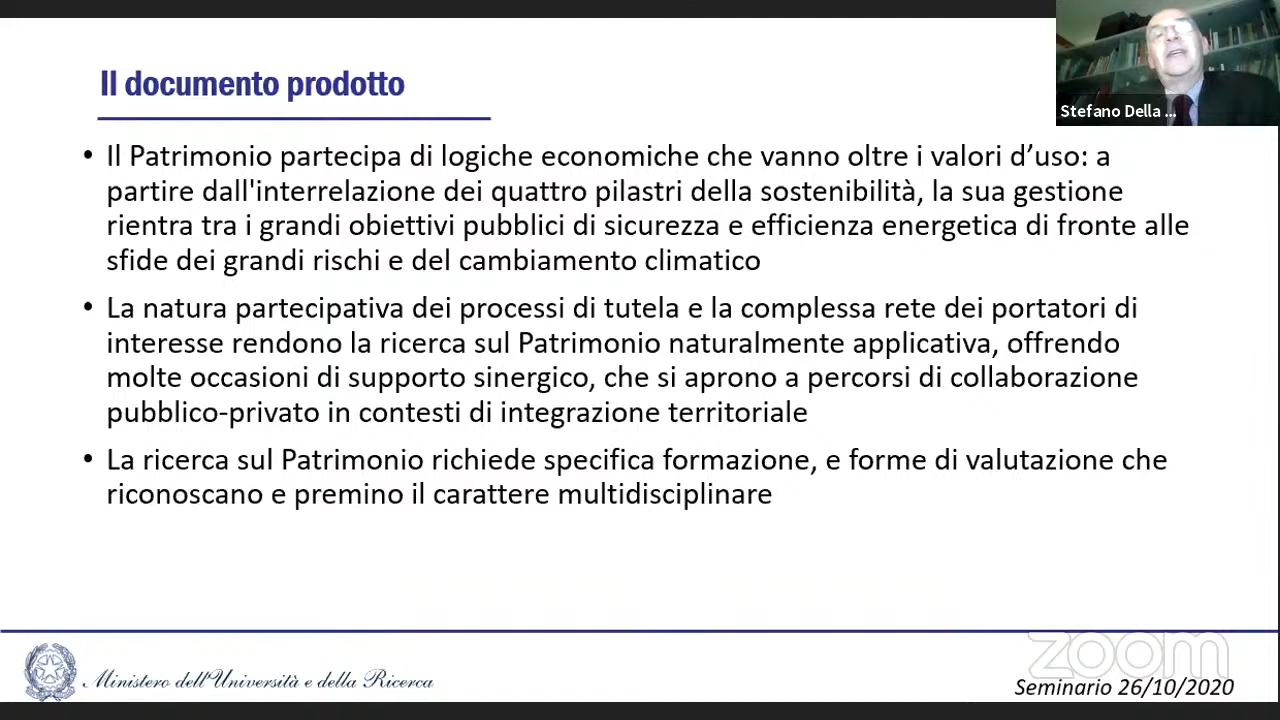 Il documento prodotto
Stefano Della ...
• Il Patrimonio partecipa di logiche economiche che vanno oltre i valori d’uso: a
partire dall'interrelazione dei quattro pilastri della sostenibilità, la sua gestione
rientra tra i grandi obiettivi pubblici di sicurezza e efficienza energetica di fronte alle
sfide dei grandi rischi e del cambiamento climatico
• La natura partecipativa dei processi di tutela e la complessa rete dei portatori di
interesse rendono la ricerca sul Patrimonio naturalmente applicativa, offrendo
molte occasioni di supporto sinergico, che si aprono a percorsi di collaborazione
pubblico-privato in contesti di integrazione territoriale
• La ricerca sul Patrimonio richiede specifica formazione, e forme di valutazione che
riconoscano e premino il carattere multidisciplinare
zoom
Ministero dell'Università e della Ricerca
Seminario 26/10/2020